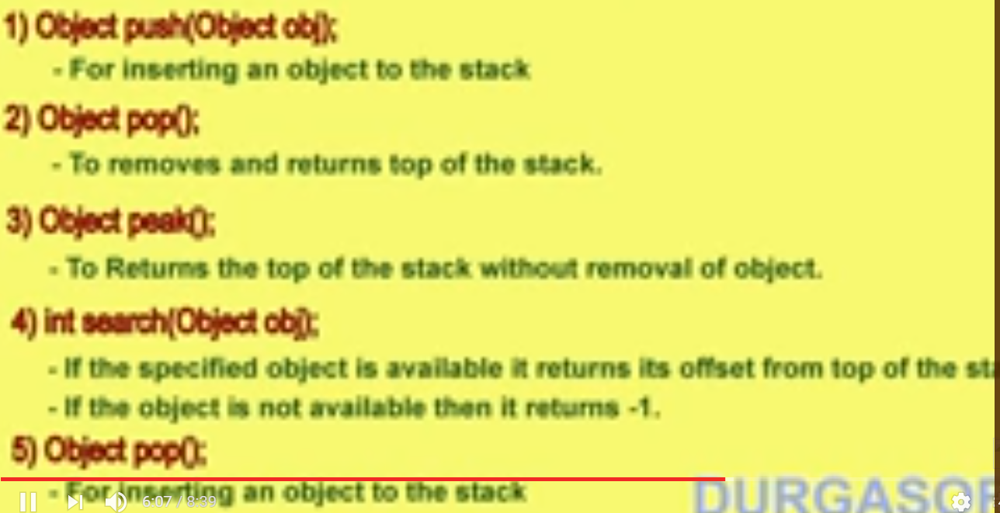 1) Object push(Object obj);
- For inserting an object to the stack
2) Object pop();
- To removes and returns top of the stack.
3) Object peak();
- To Returns the top of the stack without removal of object.
4) int search(Object obj);
- If the specified object is available it returns its offset from top of the sta
- If the object is not available then it returns -1.
5) Object pop();
- For inserting an object to the stack
6:07 / 8:39
DURGASOF